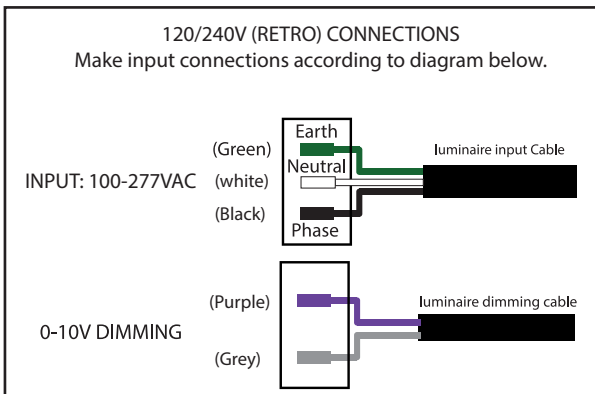 120/240V (RETRO) CONNECTIONS
Make input connections according to diagram below.
Earth
(Green)
luminaire input Cable
Neutral
INPUT: 100-277VAC
(white)
(Black)
Phase
(Purple)
luminaire dimming cable
0-10V DIMMING
(Grey)